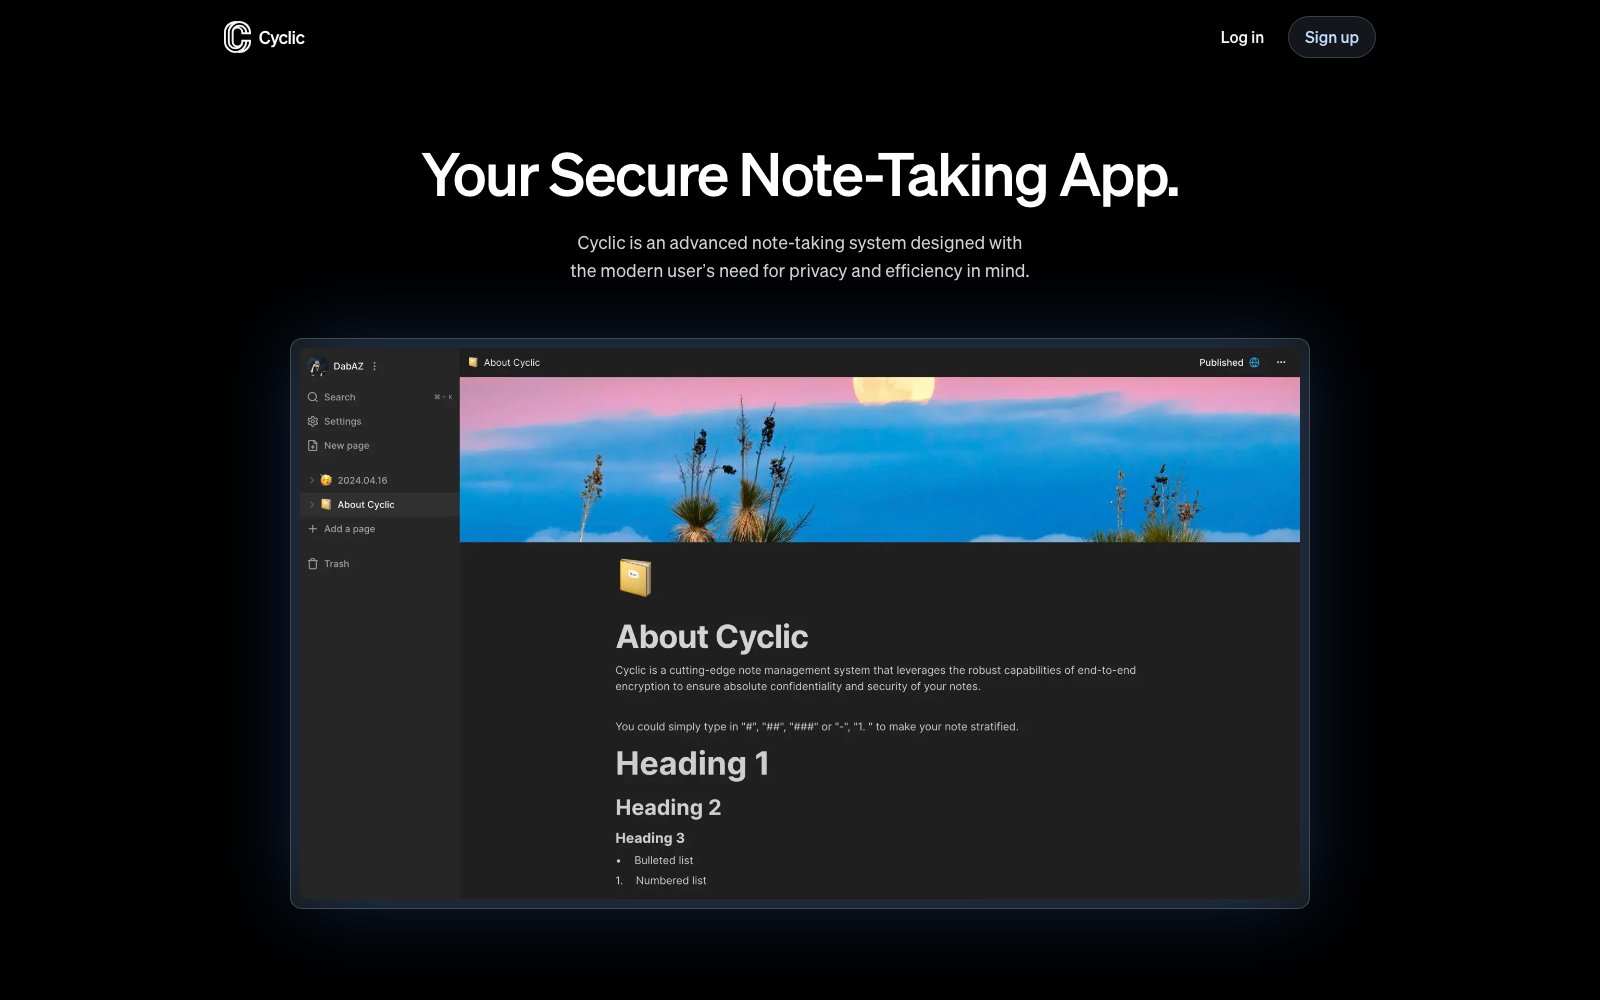 Cyclic
Log in
Sign up
Your Secure Note-Taking App.
Cyclic is an advanced note-taking system designed with
the modern user's need for privacy and efficiency in mind.
DabAZ
Search
⌘ + K
Settings
New page
2024.04.16
About Cyclic
Add a page
Trash
About Cyclic
Published
About Cyclic
Cyclic is a cutting-edge note management system that leverages the robust capabilities of end-to-end
encryption to ensure absolute confidentiality and security of your notes.
You could simply type in "#", "##", "###" or "-", "1. " to make your note stratified.
Heading 1
Heading 2
Heading 3
• Bulleted list
1. Numbered list